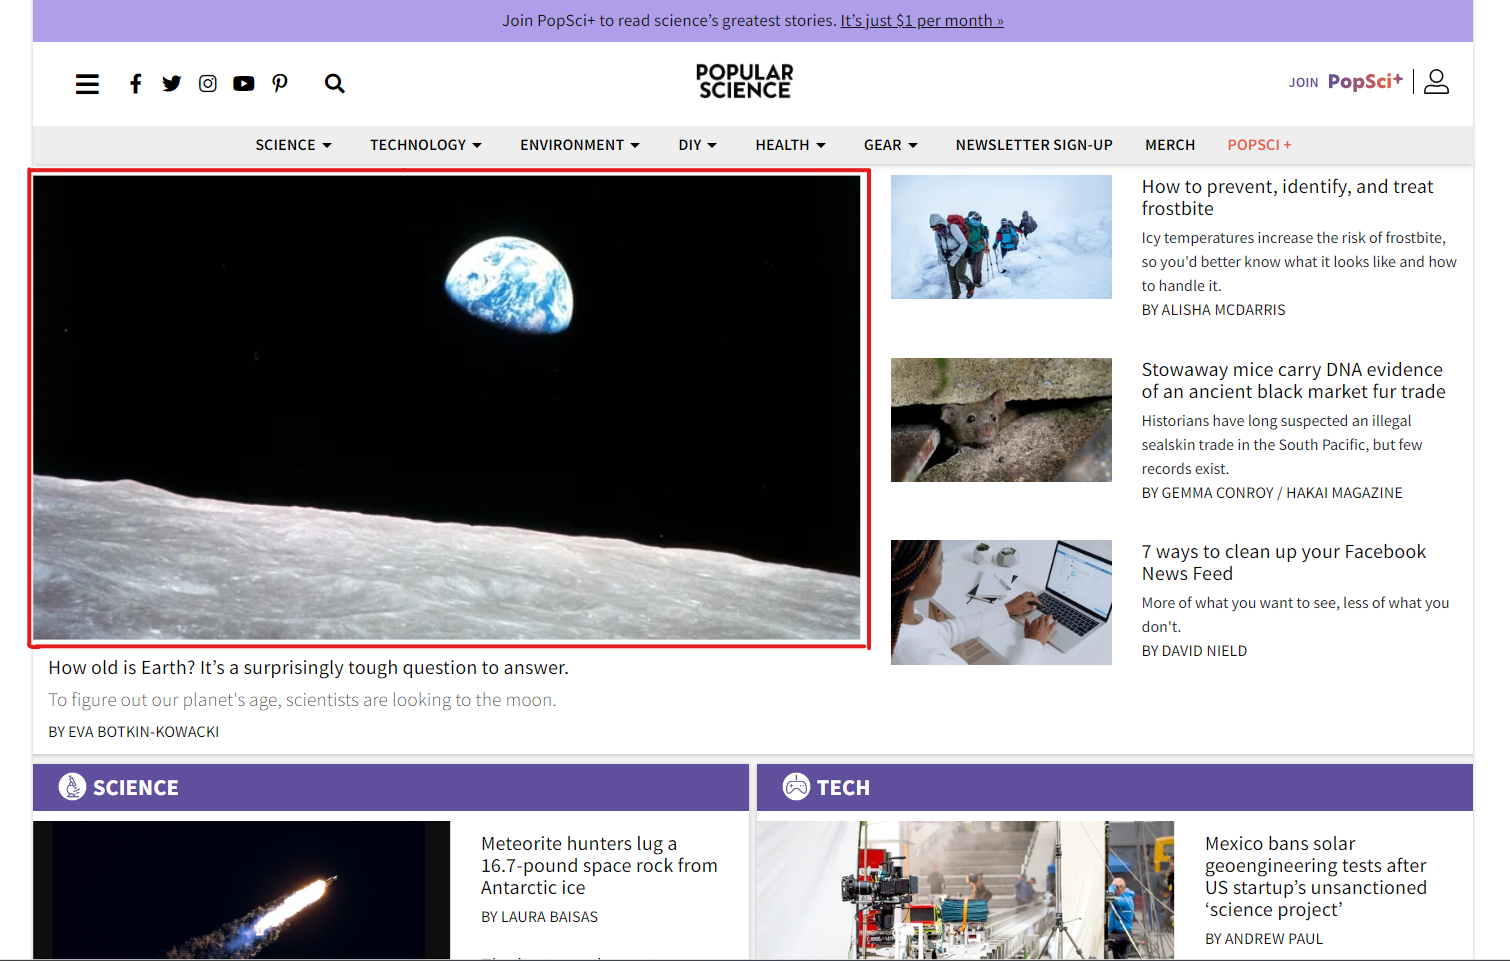 Join PopSci+ to read science’s greatest stories. It’s just $1 per month »
POPULAR
SCIENCE
JOIN PopSci+
SCIENCE
TECHNOLOGY
ENVIRONMENT
DIY
HEALTH
GEAR
NEWSLETTER SIGN-UP
MERCH
POPSCI +
How old is Earth? It’s a surprisingly tough question to answer.
To figure out our planet's age, scientists are looking to the moon.
BY EVA BOTKIN-KOWACKI
How to prevent, identify, and treat
frostbite
Icy temperatures increase the risk of frostbite,
so you'd better know what it looks like and how
to handle it.
BY ALISHA MCDARRIS
Stowaway mice carry DNA evidence
of an ancient black market fur trade
Historians have long suspected an illegal
sealskin trade in the South Pacific, but few
records exist.
BY GEMMA CONROY / HAKAI MAGAZINE
7 ways to clean up your Facebook
News Feed
More of what you want to see, less of what you
don't.
BY DAVID NIELD
SCIENCE
Meteorite hunters lug a
16.7-pound space rock from
Antarctic ice
BY LAURA BAISAS
TECH
Mexico bans solar
geoengineering tests after
US startup’s unsanctioned
‘science project’
BY ANDREW PAUL